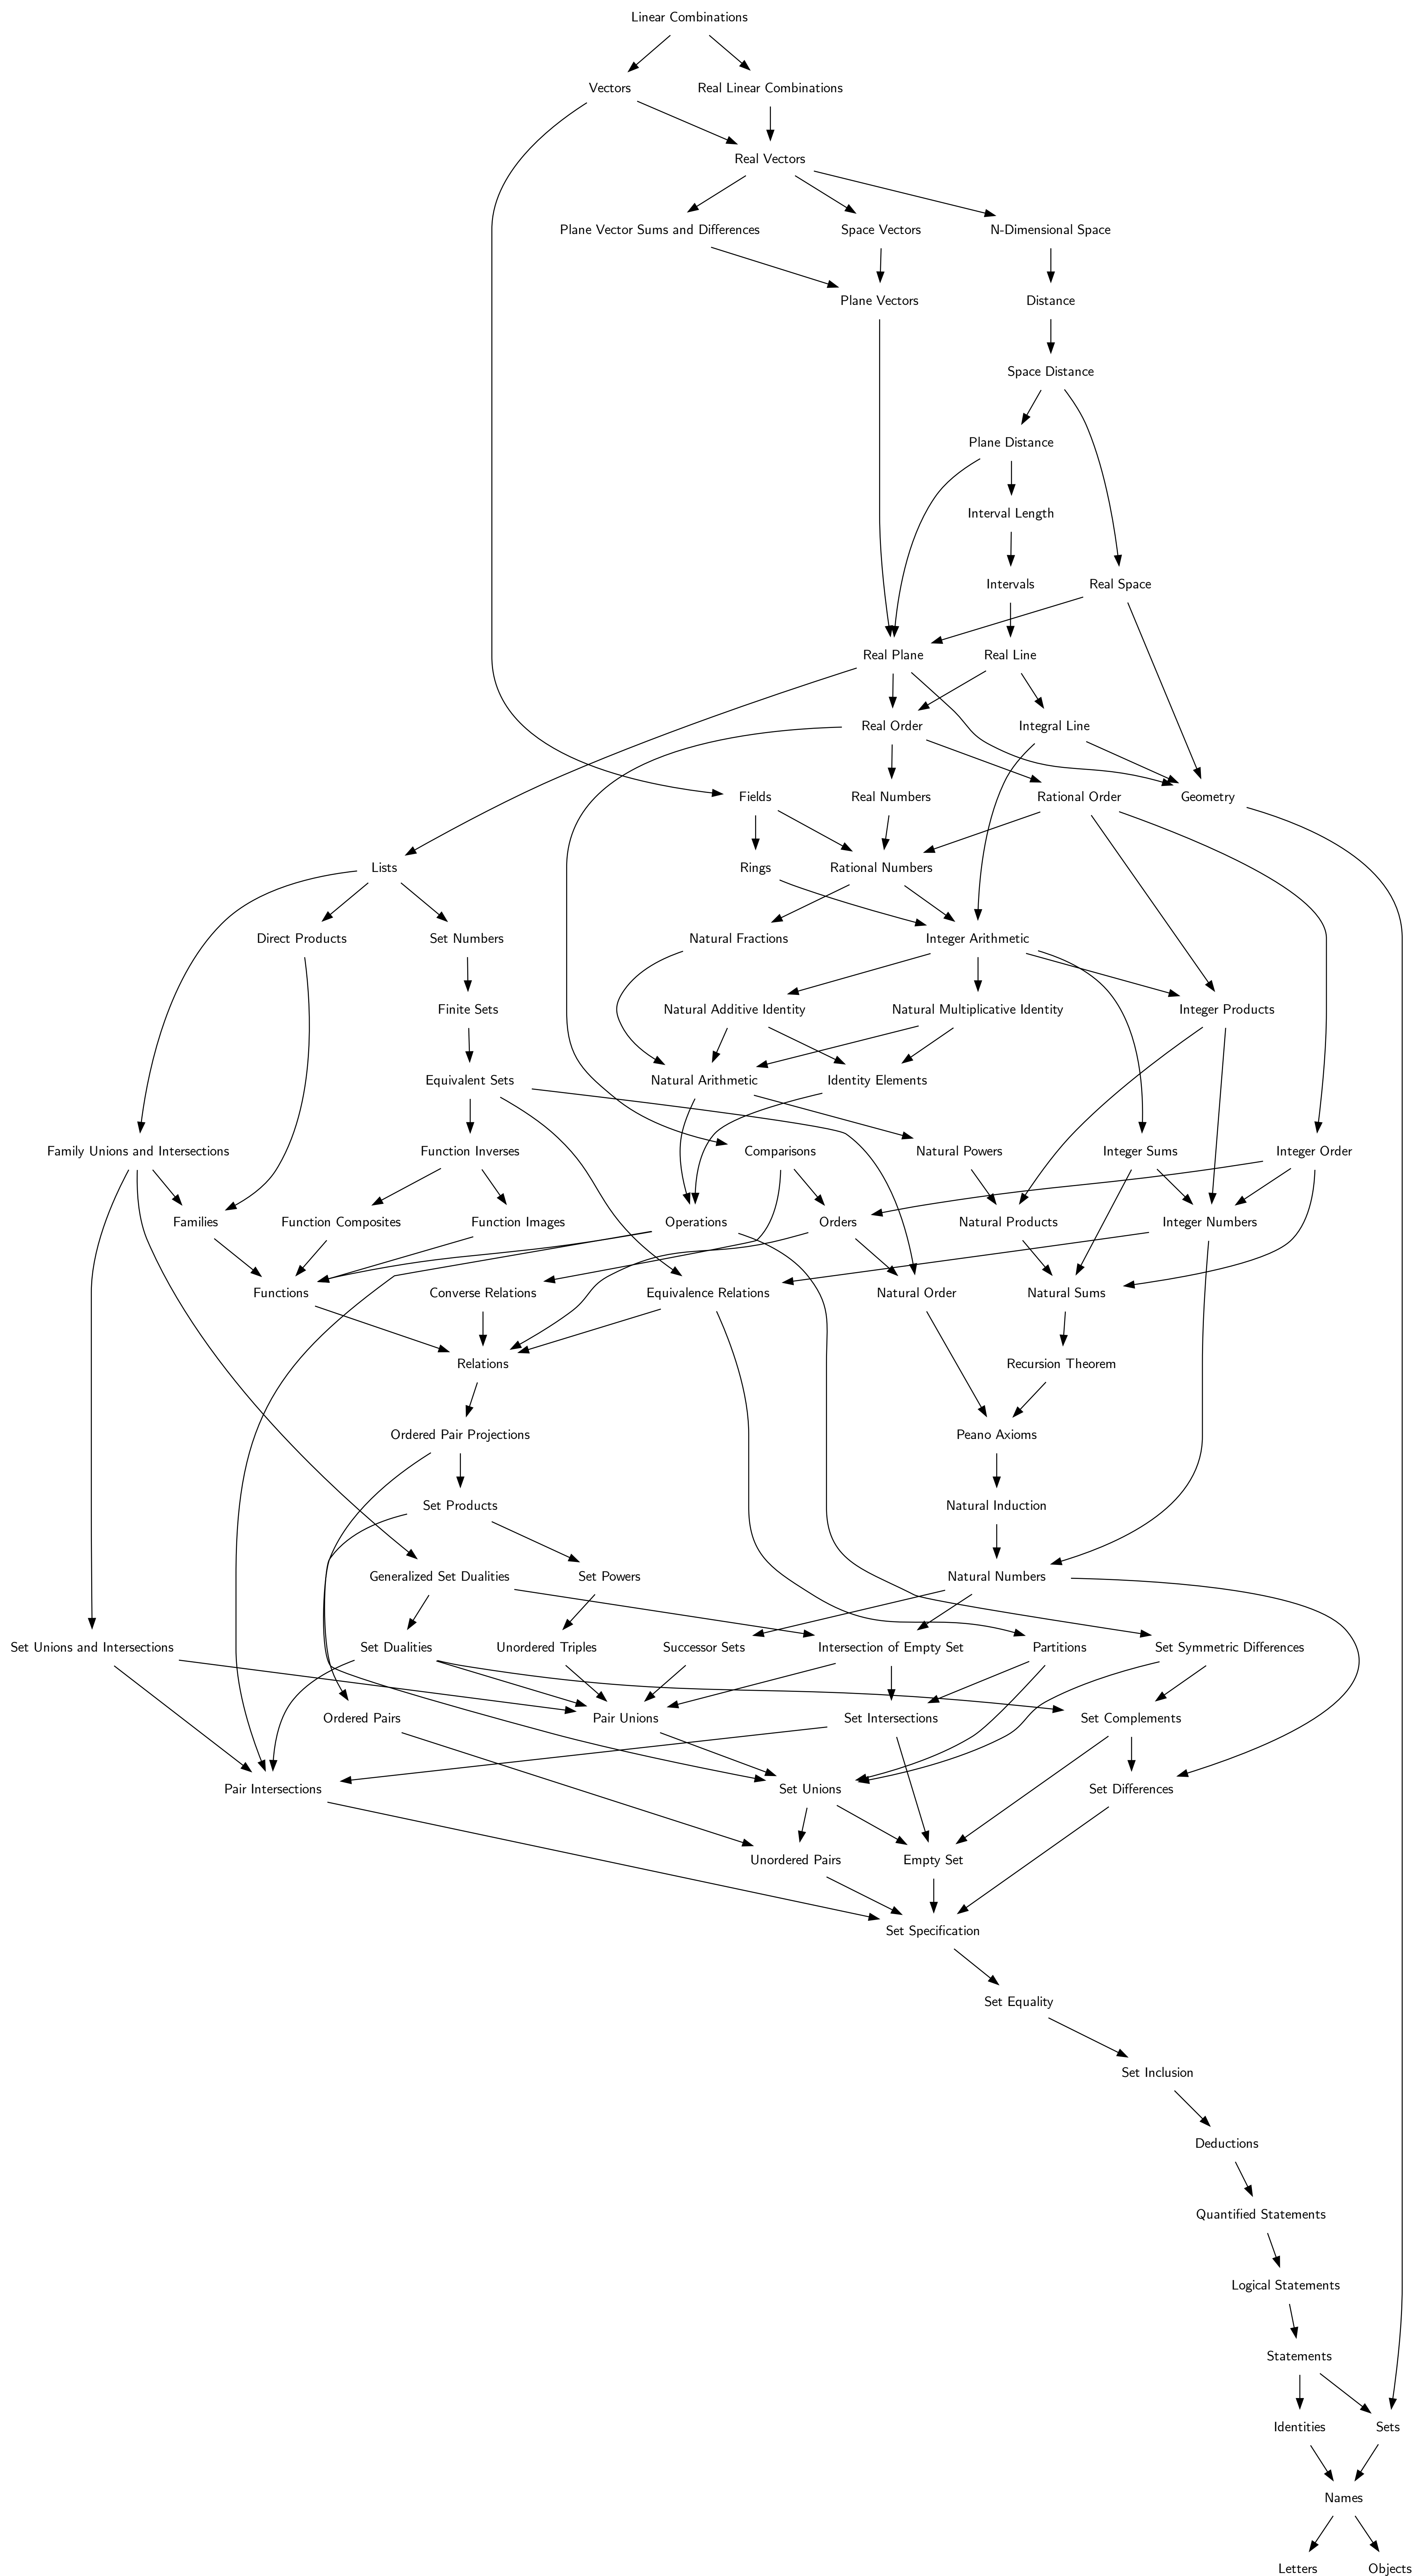 Linear Combinations
Vectors
Real Linear Combinations
Real Vectors
Plane Vector Sums and Differences
Space Vectors
N-Dimensional Space
Plane Vectors
Distance
Space Distance
Plane Distance
Interval Length
Intervals
Real Space
Real Plane
Real Line
Real Order
Integral Line
Fields
Real Numbers
Rational Order
Geometry
Lists
Rings
Rational Numbers
Direct Products
Set Numbers
Natural Fractions
Integer Arithmetic
Finite Sets
Natural Additive Identity
Natural Multiplicative Identity
Integer Products
Equivalent Sets
Natural Arithmetic
Identity Elements
Family Unions and Intersections
Function Inverses
Comparisons
Natural Powers
Integer Sums
Integer Order
Families
Function Composites
Function Images
Operations
Orders
Natural Products
Integer Numbers
Functions
Converse Relations
Equivalence Relations
Natural Order
Natural Sums
Relations
Recursion Theorem
Ordered Pair Projections
Peano Axioms
Set Products
Natural Induction
Generalized Set Dualities
Set Powers
Natural Numbers
Set Unions and Intersections
Set Dualities
Unordered Triples
Successor Sets
Intersection of Empty Set
Partitions
Set Symmetric Differences
Ordered Pairs
Pair Unions
Set Intersections
Set Complements
Pair Intersections
Set Unions
Set Differences
Unordered Pairs
Empty Set
Set Specification
Set Equality
Set Inclusion
Deductions
Quantified Statements
Logical Statements
Statements
Identities
Sets
Names
Letters
Objects